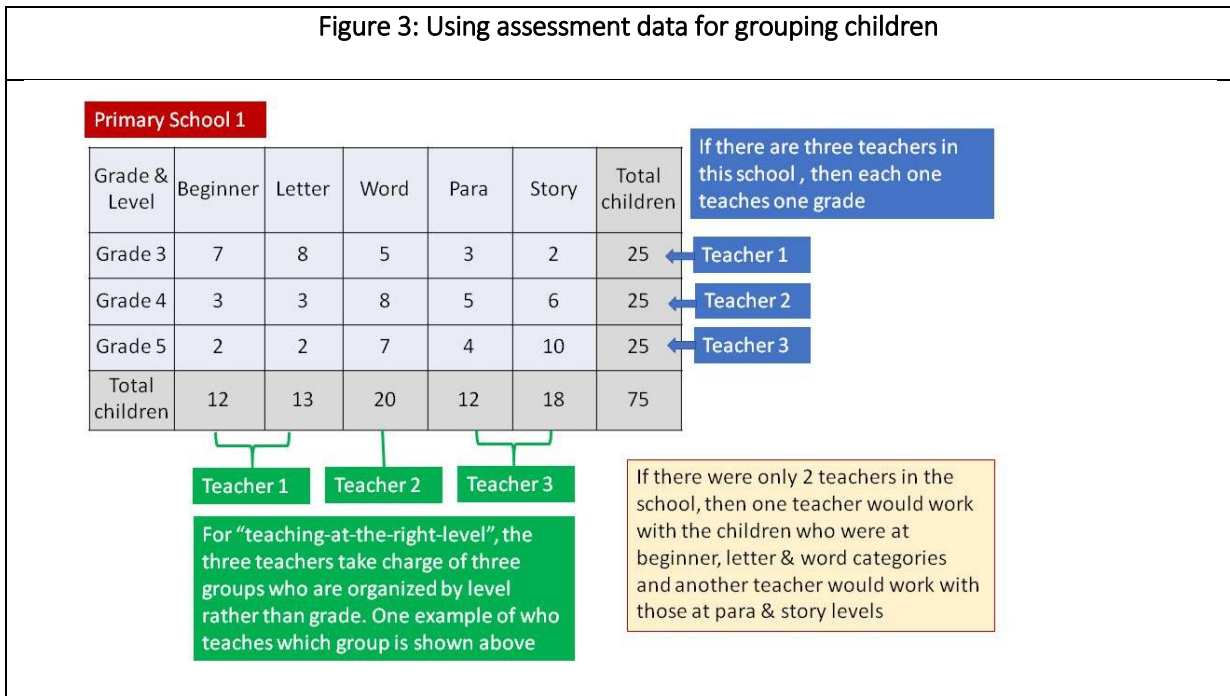 Figure 3: Using assessment data for grouping children
Primary School 1
Grade & Level Beginner Letter Word Para Story Total children
Grade 3 7 8 5 3 2 25
Grade 4 3 3 8 5 6 25
Grade 5 2 2 7 4 10 25
Total children 12 13 20 12 18 75
If there are three teachers in
this school , then each one
teaches one grade
Teacher 1
Teacher 2
Teacher 3
Teacher 1 Teacher 2 Teacher 3
For “teaching-at-the-right-level”, the
three teachers take charge of three
groups who are organized by level
rather than grade. One example of who
teaches which group is shown above
If there were only 2 teachers in the
school, then one teacher would work
with the children who were at
beginner, letter & word categories
and another teacher would work with
those at para & story levels